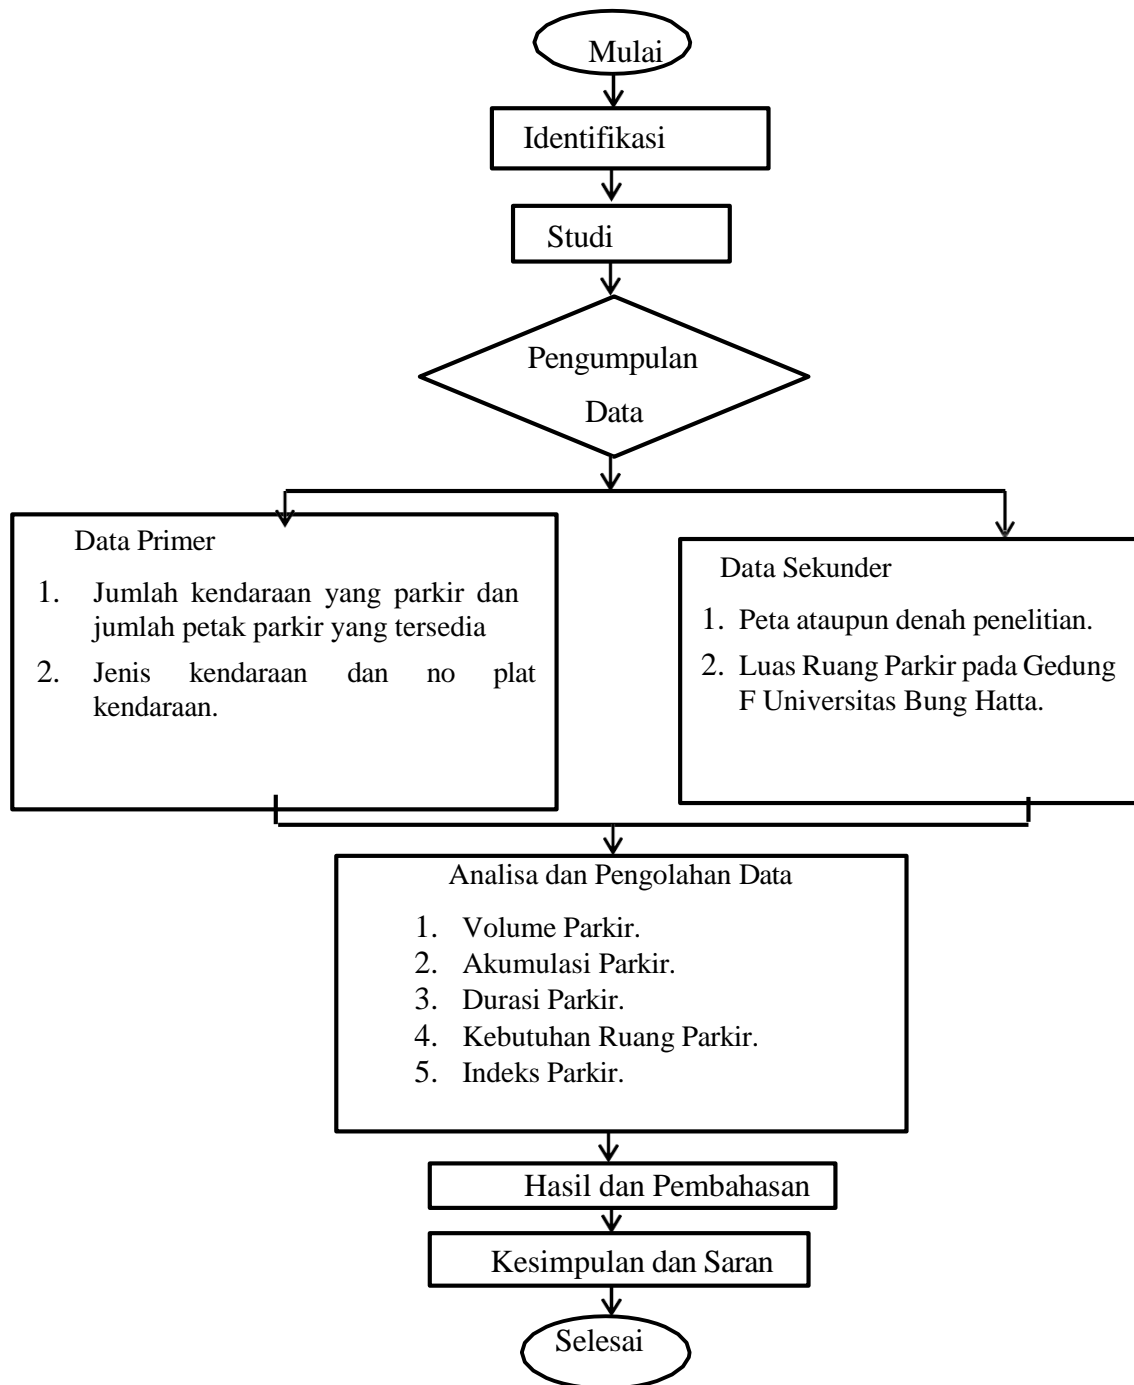 Mulai
Identifikasi
Studi
Pengumpulan
Data
Data Primer
1. Jumlah kendaraan yang parkir dan
jumlah petak parkir yang tersedia
2. Jenis kendaraan dan no plat
kendaraan.
Data Sekunder
1. Peta ataupun denah penelitian.
2. Luas Ruang Parkir pada Gedung
F Universitas Bung Hatta.
Analisa dan Pengolahan Data
1. Volume Parkir.
2. Akumulasi Parkir.
3. Durasi Parkir.
4. Kebutuhan Ruang Parkir.
5. Indeks Parkir.
Hasil dan Pembahasan
Kesimpulan dan Saran
Selesai